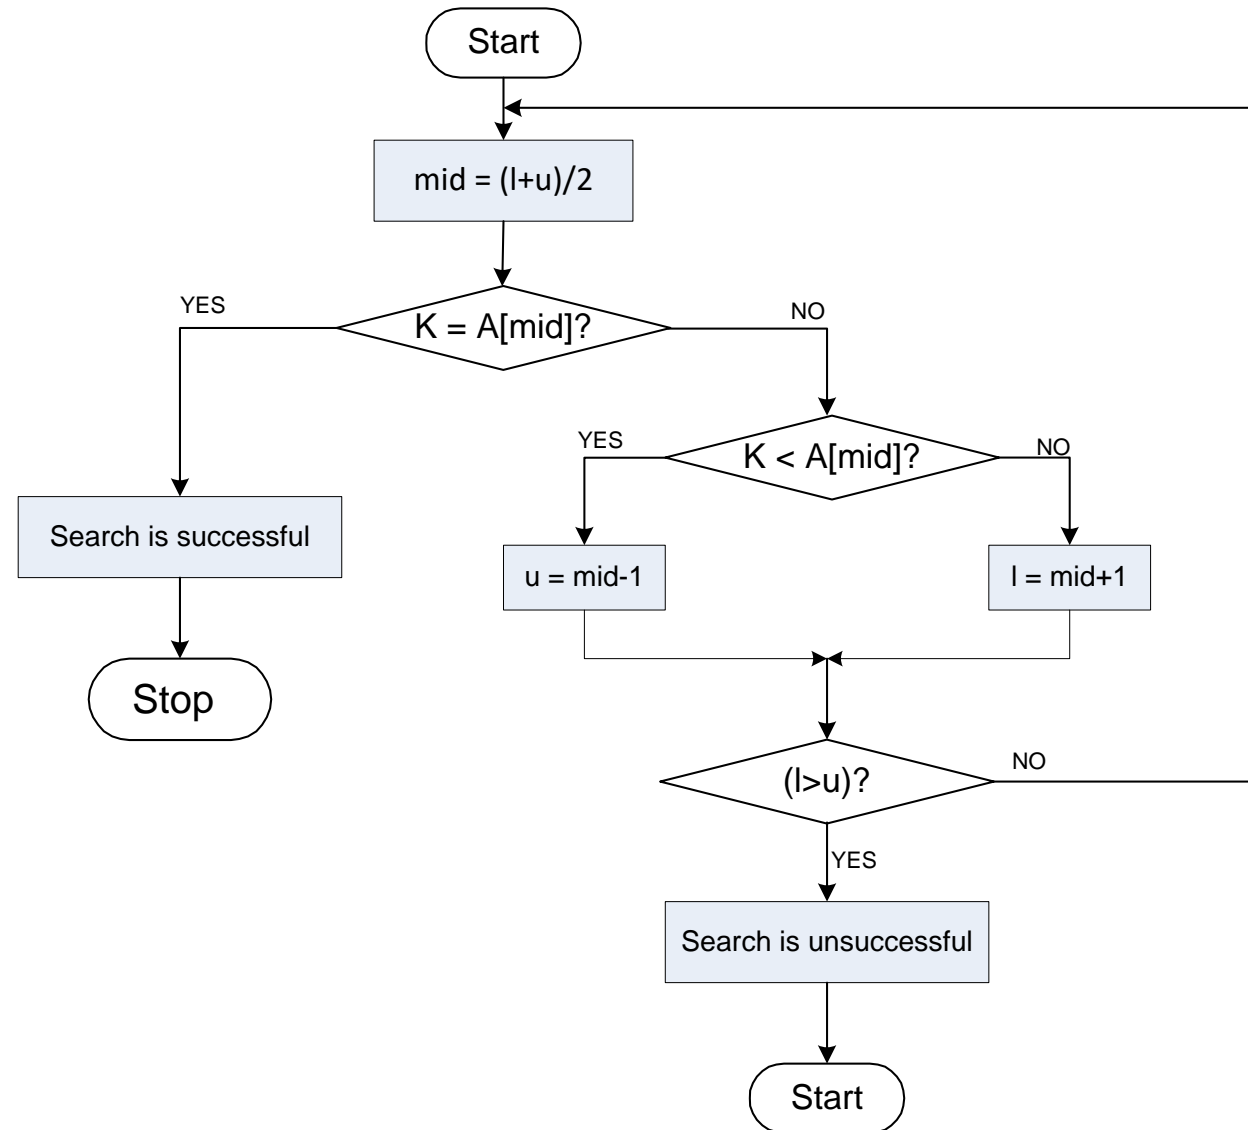 Start
mid = (l+u)/2
YES
K = A[mid]?
NO
YES
K < A[mid]?
NO
Search is successful
u = mid-1
l = mid+1
Stop
(l>u)?
NO
YES
Search is unsuccessful
Start